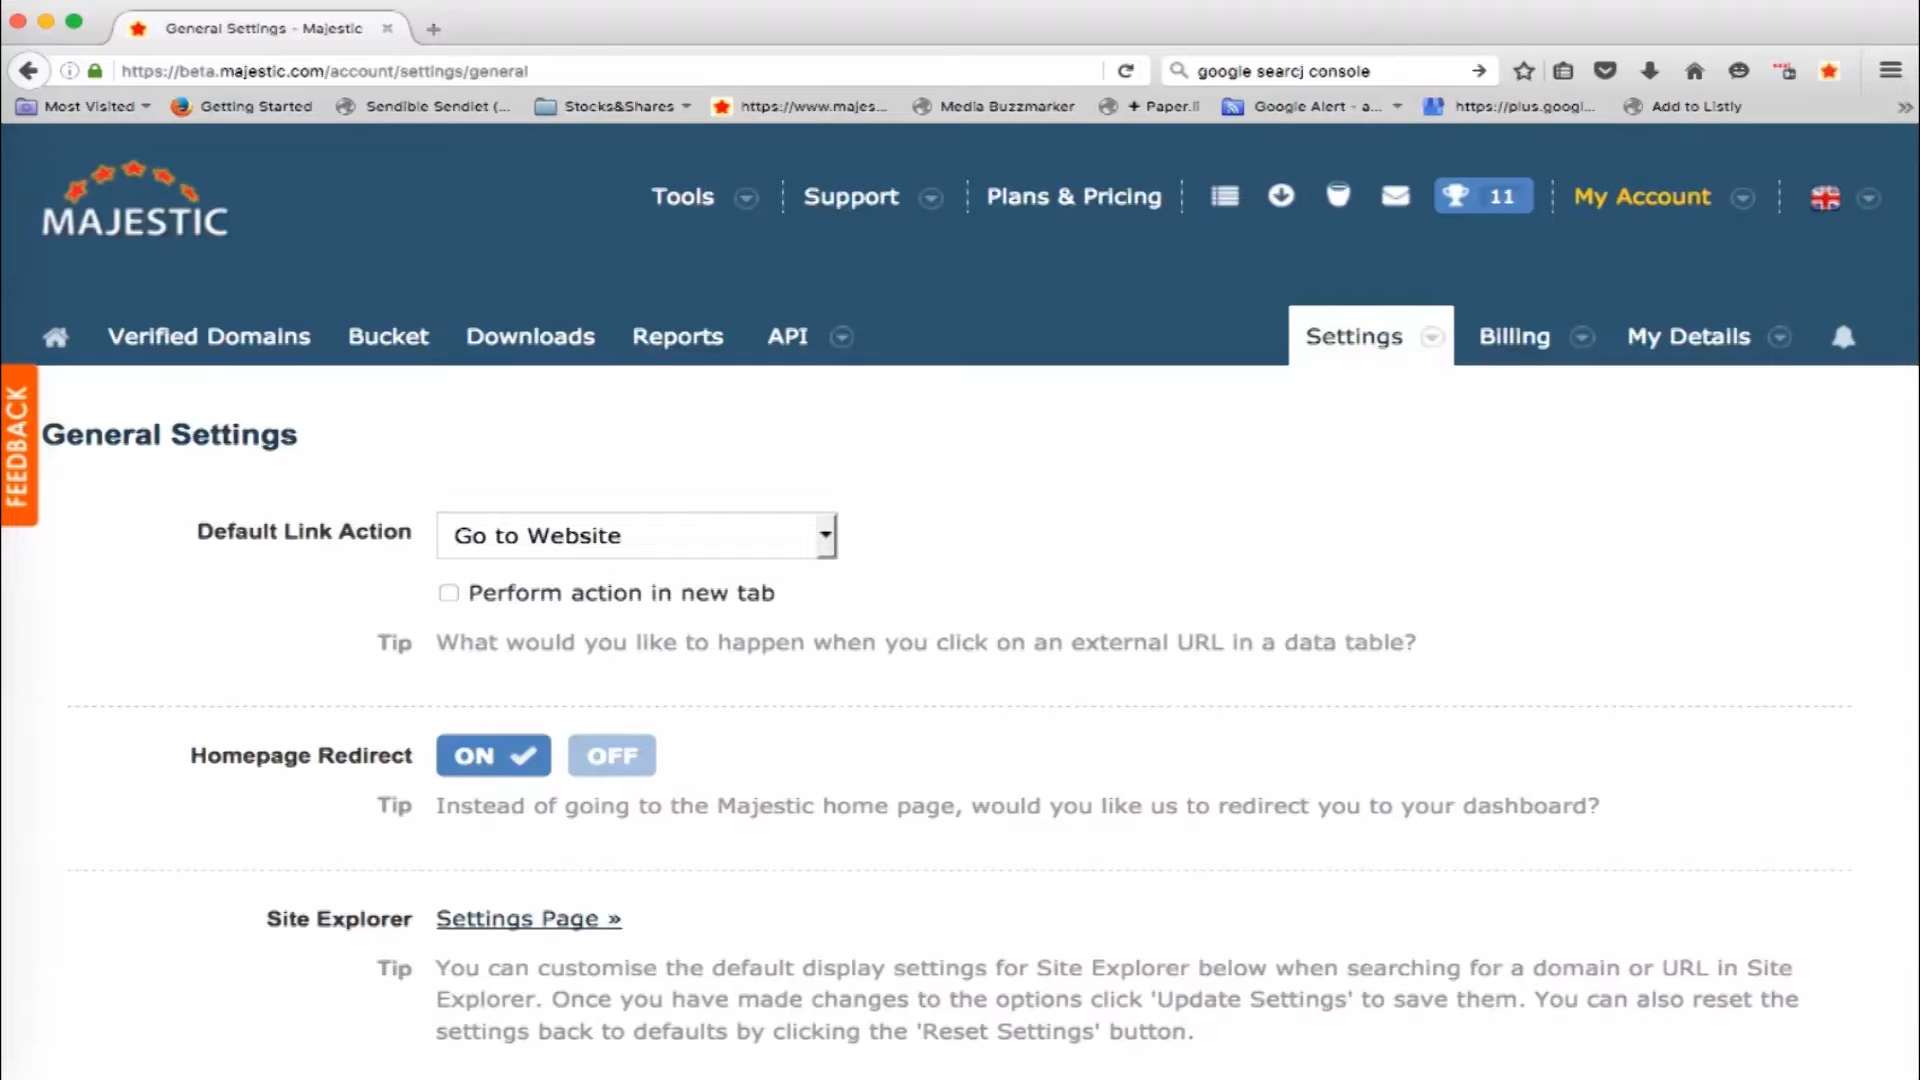 General Settings - Majestic
https://beta.majestic.com/account/settings/general
google searcj console
Most Visited
Getting Started
Sendible Sendlet (...
Stocks&Shares
https://www.majes...
Media Buzzmarker
+ Paper.li
Google Alert - a...
https://plus.googl...
Add to Listly
MAJESTIC
Tools
Support
Plans & Pricing
11
My Account
Verified Domains
Bucket
Downloads
Reports
API
Settings
Billing
My Details
FEEDBACK
General Settings
Default Link Action
Go to Website
Perform action in new tab
Tip What would you like to happen when you click on an external URL in a data table?
Homepage Redirect
ON
OFF
Tip Instead of going to the Majestic home page, would you like us to redirect you to your dashboard?
Site Explorer Settings Page »
Tip You can customise the default display settings for Site Explorer below when searching for a domain or URL in Site
Explorer. Once you have made changes to the options click 'Update Settings' to save them. You can also reset the
settings back to defaults by clicking the 'Reset Settings' button.